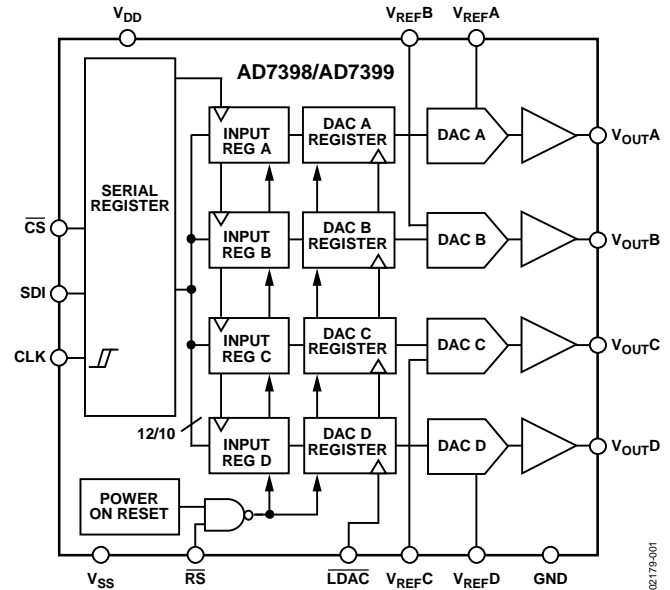 VDD
VREFB
VREFA
AD7398/AD7399
SERIAL
REGISTER
INPUT
REG A
DAC A
REGISTER
DAC A
VOUTA
CS
INPUT
REG B
DAC B
REGISTER
DAC B
VOUTB
SDI
CLK
INPUT
REG C
DAC C
REGISTER
DAC C
VOUTC
12/10
INPUT
REG D
DAC D
REGISTER
DAC D
VOUTD
POWER
ON RESET
VSS
RS
LDAC
VREFC
VREFD
GND
02179-001